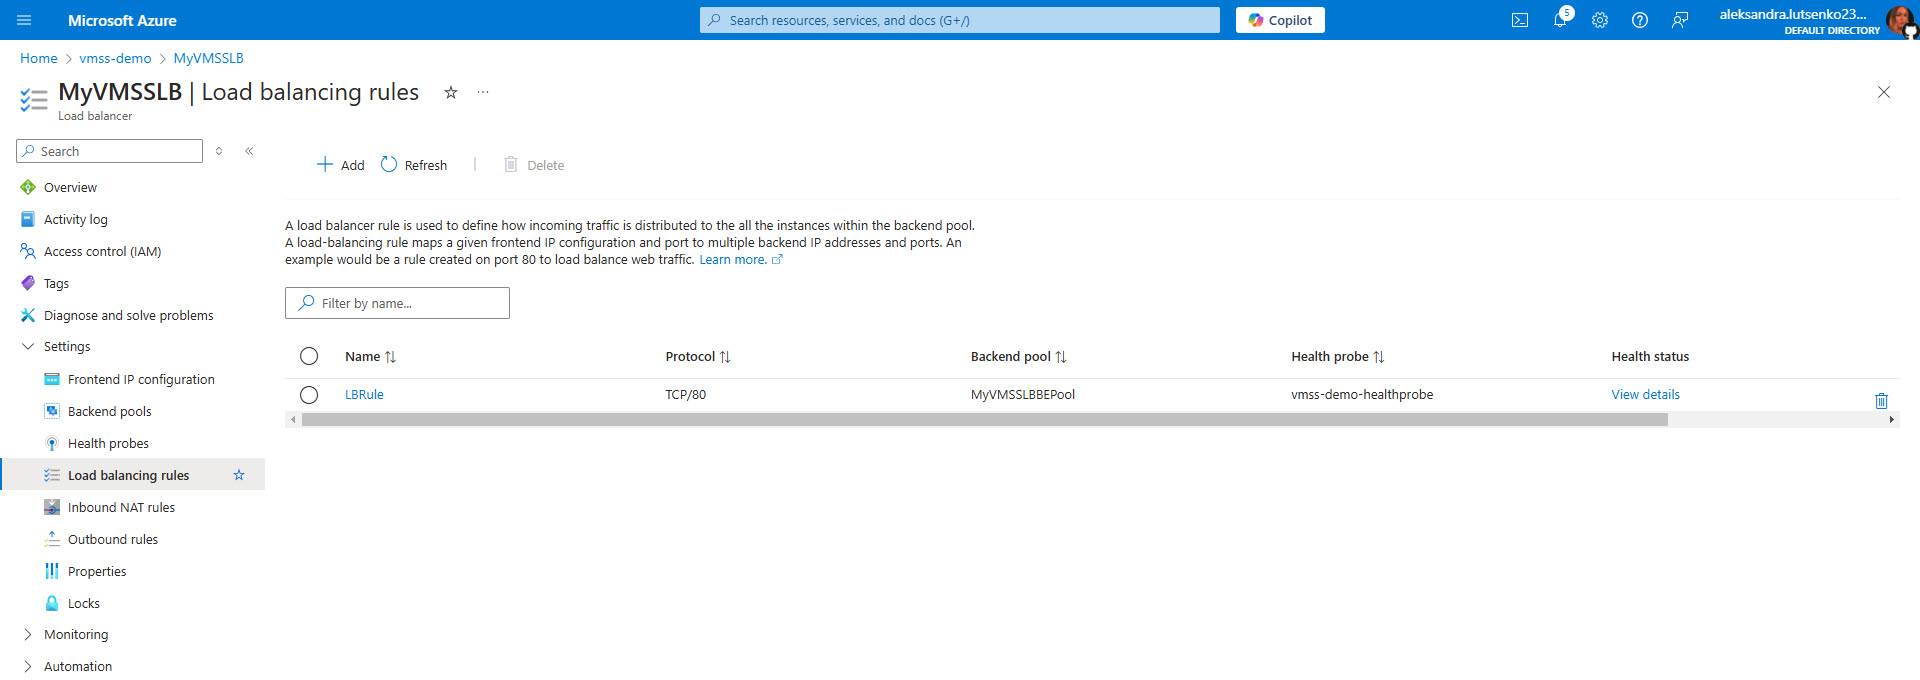 Microsoft Azure
Search resources, services, and docs (G+/)
Copilot
5
aleksandra.lutsenko23...
DEFAULT DIRECTORY
Home > vmss-demo > MyVMSSLB
MyVMSSLB | Load balancing rules
Load balancer
Search
Overview
Activity log
Access control (IAM)
Tags
Diagnose and solve problems
Settings
Frontend IP configuration
Backend pools
Health probes
Load balancing rules
Inbound NAT rules
Outbound rules
Properties
Locks
Monitoring
Automation
Add Refresh | Delete
A load balancer rule is used to define how incoming traffic is distributed to the all the instances within the backend pool.
A load-balancing rule maps a given frontend IP configuration and port to multiple backend IP addresses and ports. An
example would be a rule created on port 80 to load balance web traffic. Learn more.
Filter by name...
Name Protocol Backend pool Health probe Health status
LBRule TCP/80 MyVMSSLBBEPool vmss-demo-healthprobe View details